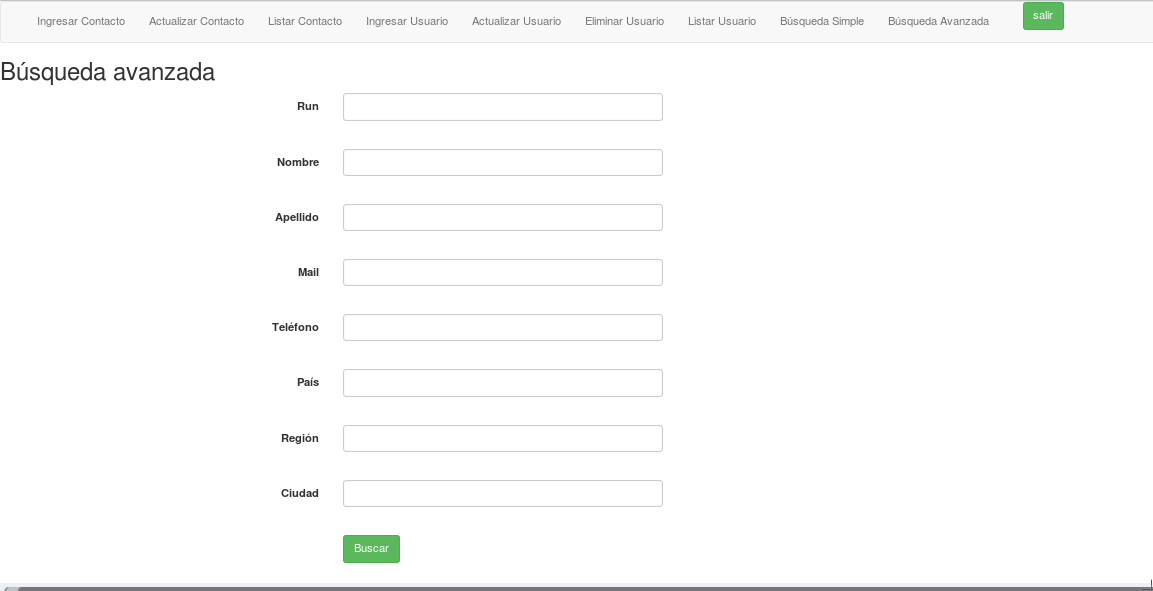 Ingresar Contacto Actualizar Contacto Listar Contacto Ingresar Usuario Actualizar Usuario Eliminar Usuario Listar Usuario Búsqueda Simple Búsqueda Avanzada salir
Búsqueda avanzada
Run
Nombre
Apellido
Mail
Teléfono
País
Región
Ciudad
Buscar